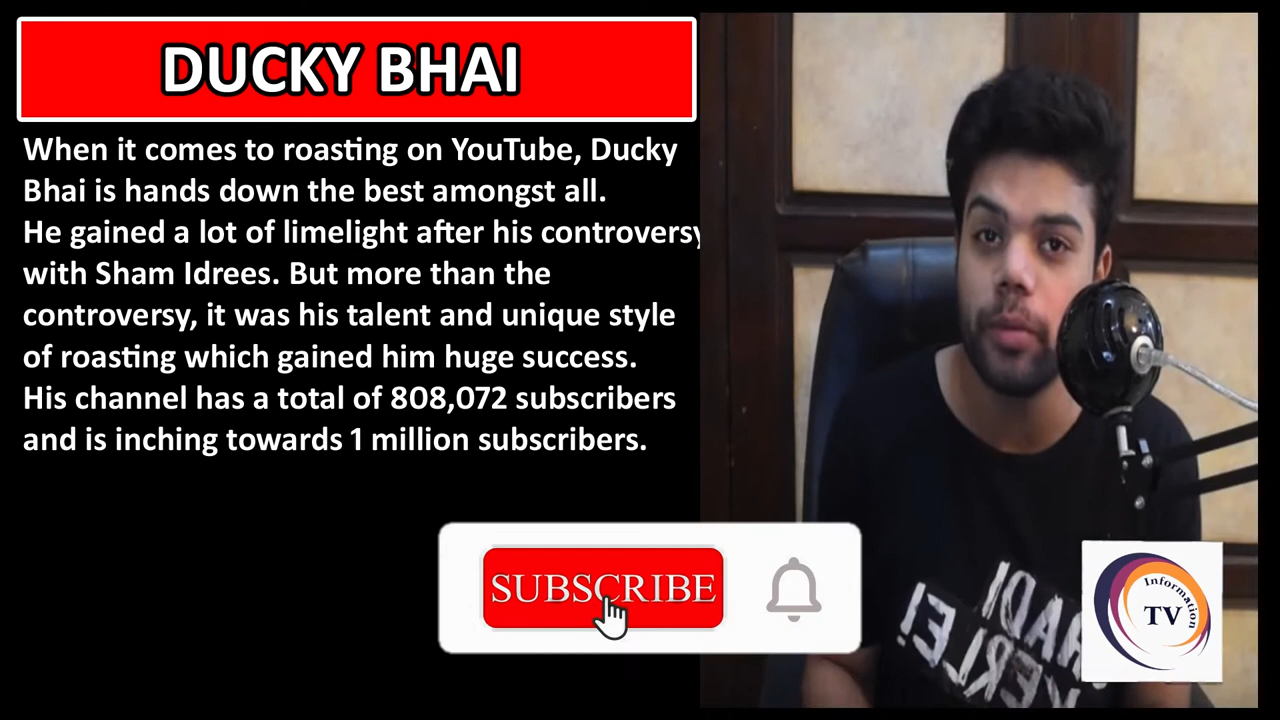 DUCKY BHAI
When it comes to roasting on YouTube, Ducky
Bhai is hands down the best amongst all.
He gained a lot of limelight after his controversy
with Sham Idrees. But more than the
controversy, it was his talent and unique style
of roasting which gained him huge success.
His channel has a total of 808,072 subscribers
and is inching towards 1 million subscribers.
SUBSCRIBE
Information
TV